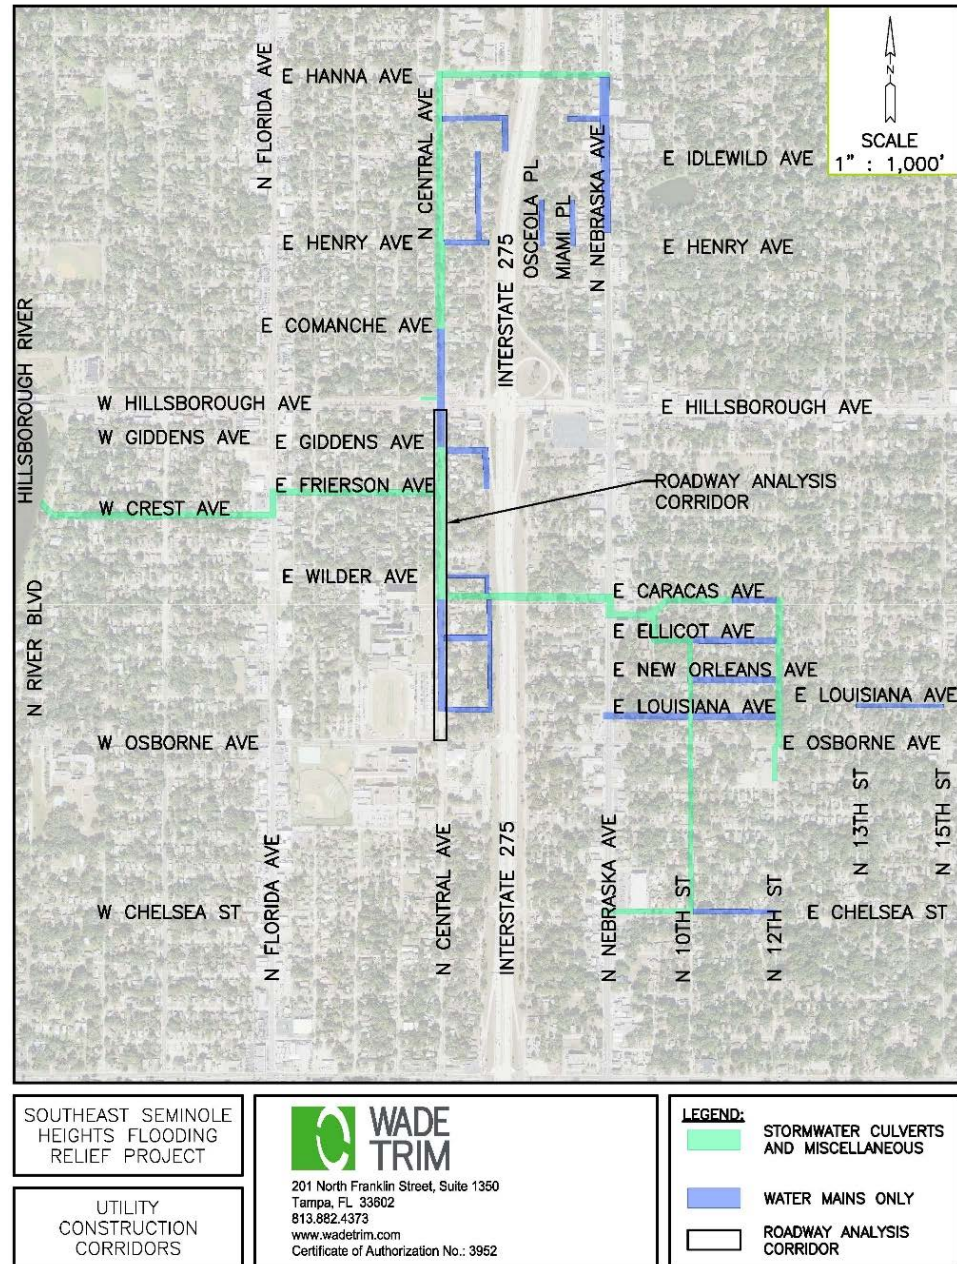 N FLORIDA AVE
E HANNA AVE
N CENTRAL AVE
N
SCALE
1" : 1,000'
E IDLEWILD AVE
OSCEOLA PL
MIAMI PL
N NEBRASKA AVE
E HENRY AVE
E HENRY AVE
INTERSTATE 275
E COMANCHE AVE
HILLSBOROUGH RIVER
W HILLSBOROUGH AVE
E HILLSBOROUGH AVE
W GIDDENS AVE
E GIDDENS AVE
E FRIERSON AVE
ROADWAY ANALYSIS
CORRIDOR
W CREST AVE
E WILDER AVE
E CARACAS AVE
N RIVER BLVD
E ELLICOT AVE
E NEW ORLEANS AVE
E LOUISIANA AVE
E LOUISIANA AVE
W OSBORNE AVE
E OSBORNE AVE
N 13TH ST
N 15TH ST
N FLORIDA AVE
N CENTRAL AVE
INTERSTATE 275
N NEBRASKA AVE
N 10TH ST
N 12TH ST
W CHELSEA ST
E CHELSEA ST
SOUTHEAST SEMINOLE
HEIGHTS FLOODING
RELIEF PROJECT
UTILITY
CONSTRUCTION
CORRIDORS
WADE
TRIM
201 North Franklin Street, Suite 1350
Tampa, FL 33602
813.882.4373
www.wadetrim.com
Certificate of Authorization No.: 3952
LEGEND:
STORMWATER CULVERTS
AND MISCELLANEOUS
WATER MAINS ONLY
ROADWAY ANALYSIS
CORRIDOR